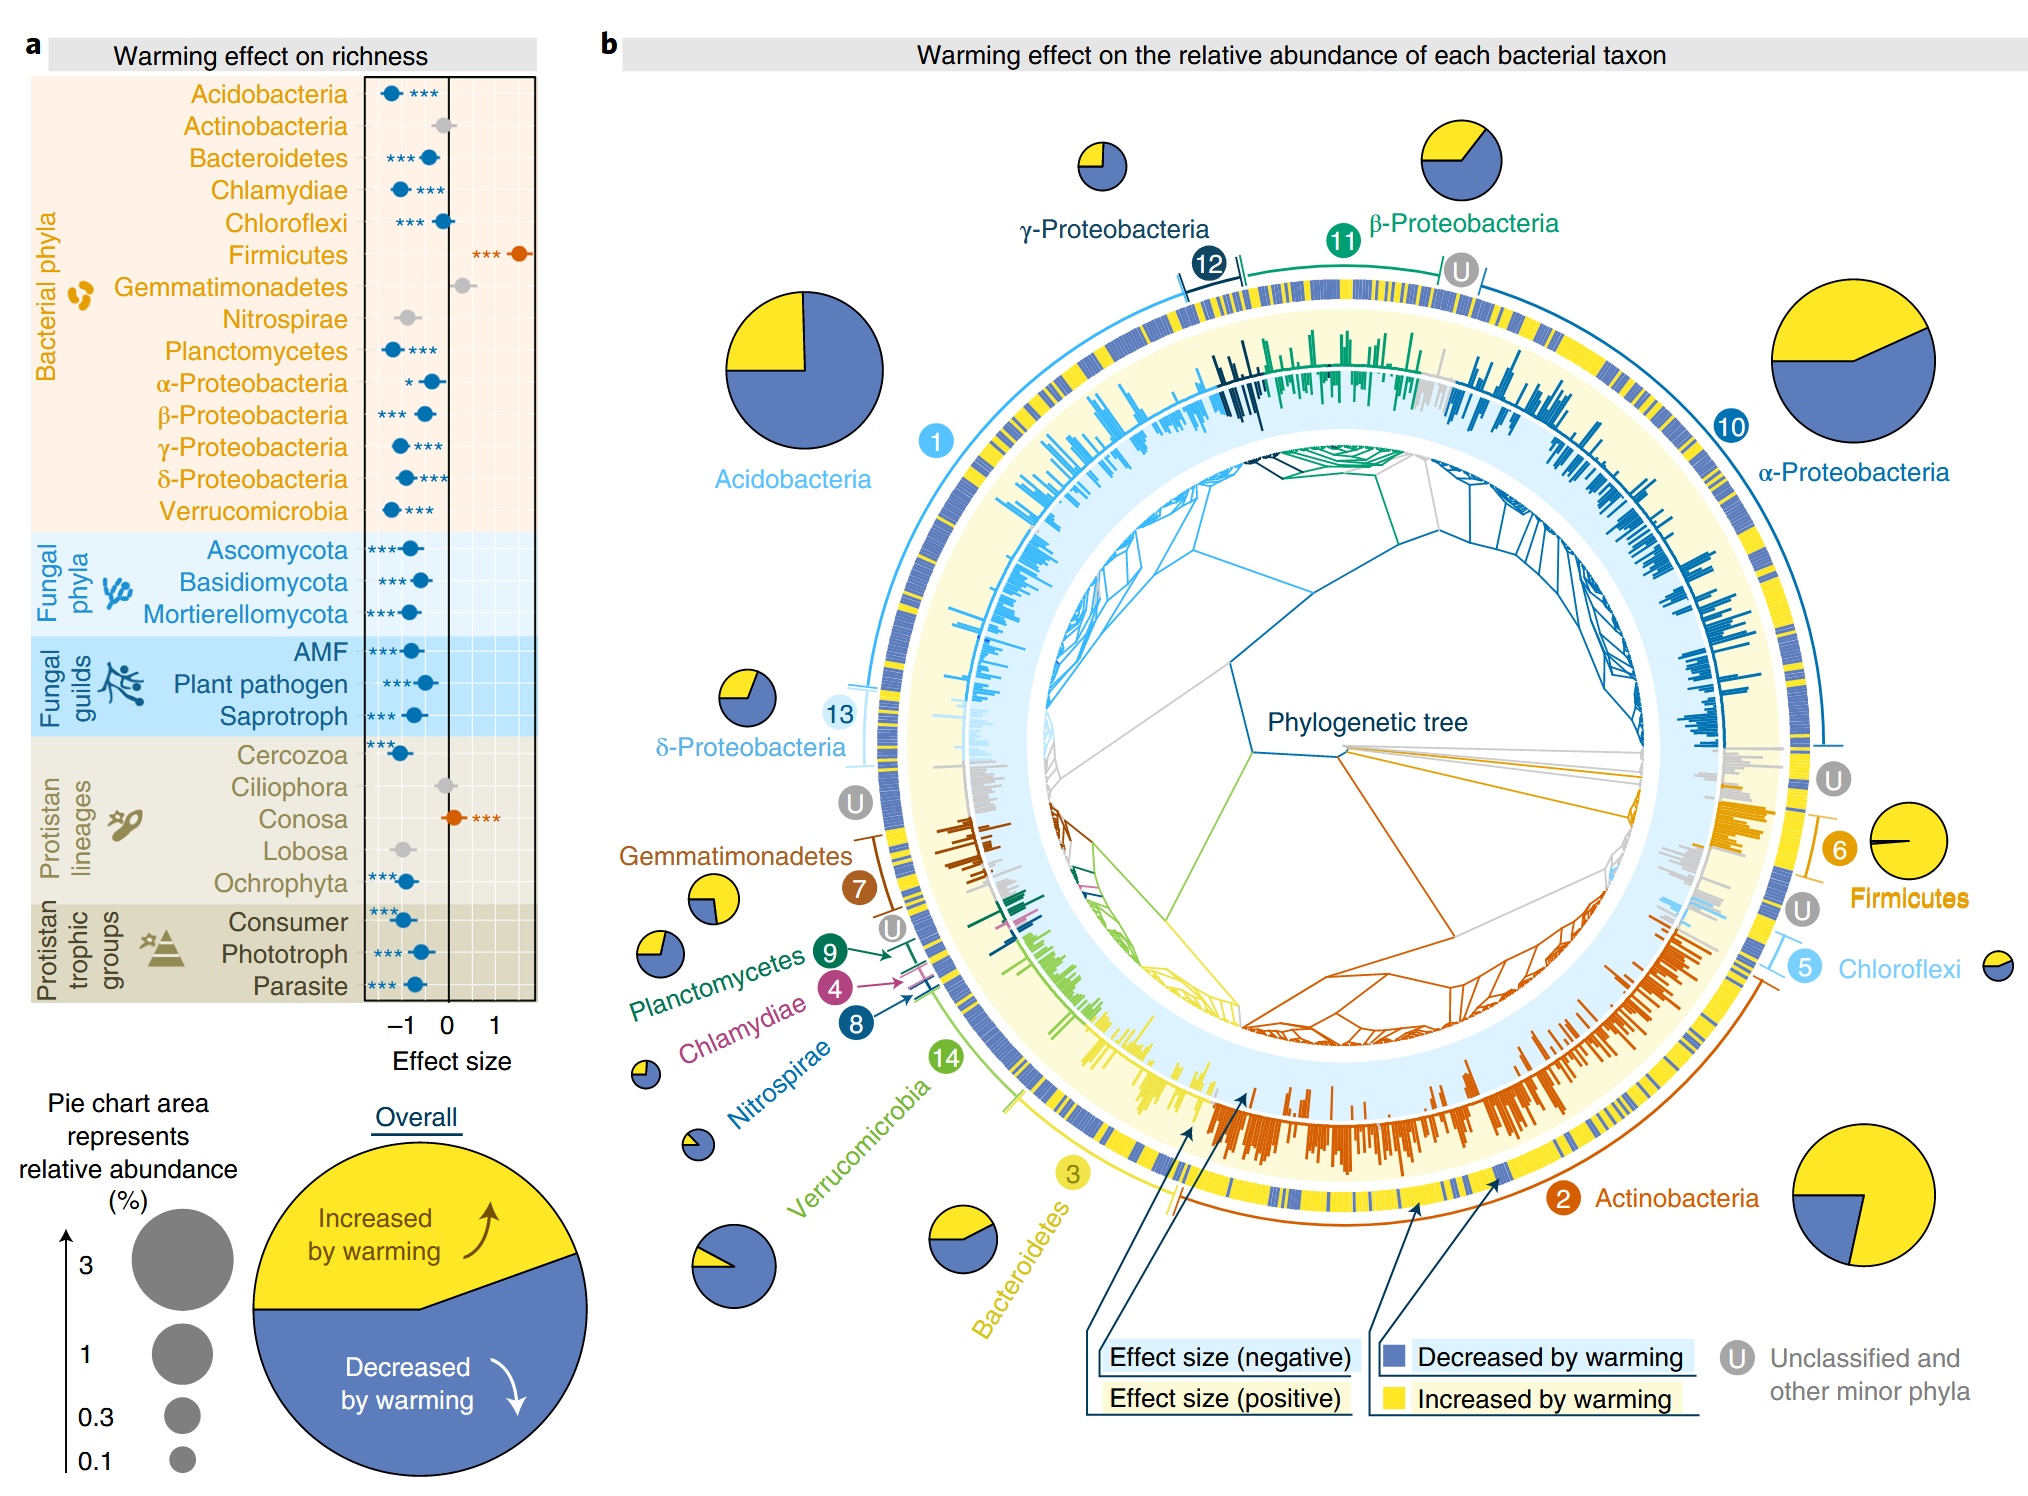 a
Warming effect on richness
Bacterial phyla
Acidobacteria ***
Actinobacteria
Bacteroidetes ***
Chlamydiae ***
Chloroflexi ***
Firmicutes ***
Gemmatimonadetes
Nitrospirae
Planctomycetes ***
α-Proteobacteria *
β-Proteobacteria ***
γ-Proteobacteria ***
δ-Proteobacteria ***
Verrucomicrobia ***
Fungal
phyla
Ascomycota ***
Basidiomycota ***
Mortierellomycota ***
Fungal
guilds
AMF ***
Plant pathogen ***
Saprotroph ***
Protistan
lineages
Cercozoa ***
Ciliophora
Conosa ***
Lobosa
Ochrophyta ***
Protistan
trophic
groups
Consumer ***
Phototroph ***
Parasite ***
–1 0 1
Effect size
Pie chart area
represents
relative abundance
(%)
3
1
0.3
0.1
Overall
Increased
by warming
Decreased
by warming
b
Warming effect on the relative abundance of each bacterial taxon
γ-Proteobacteria
12
11
β-Proteobacteria
U
1
Acidobacteria
10
α-Proteobacteria
13
δ-Proteobacteria
U
Phylogenetic tree
U
6
Firmicutes
U
5 Chloroflexi
Gemmatimonadetes
7
U
Planctomycetes 9
Chlamydiae 4
Nitrospirae 8
14
Verrucomicrobia
3
Bacteroidetes
2 Actinobacteria
Effect size (negative)
Effect size (positive)
Decreased by warming
Increased by warming
U Unclassified and
other minor phyla